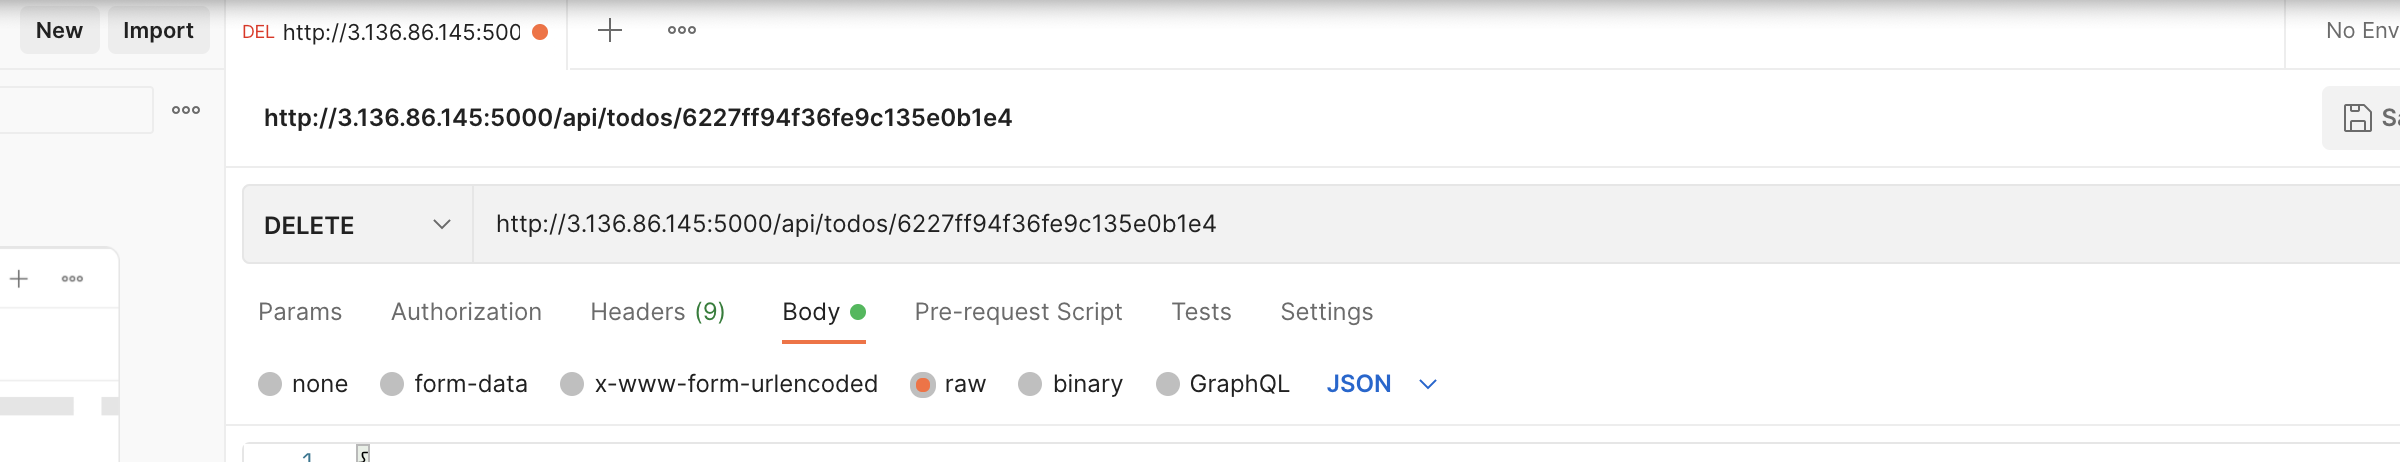 New Import DEL http://3.136.86.145:500 No Env
http://3.136.86.145:5000/api/todos/6227ff94f36fe9c135e0b1e4 Sa
DELETE http://3.136.86.145:5000/api/todos/6227ff94f36fe9c135e0b1e4
Params Authorization Headers (9) Body Pre-request Script Tests Settings
none form-data x-www-form-urlencoded raw binary GraphQL JSON
1 {